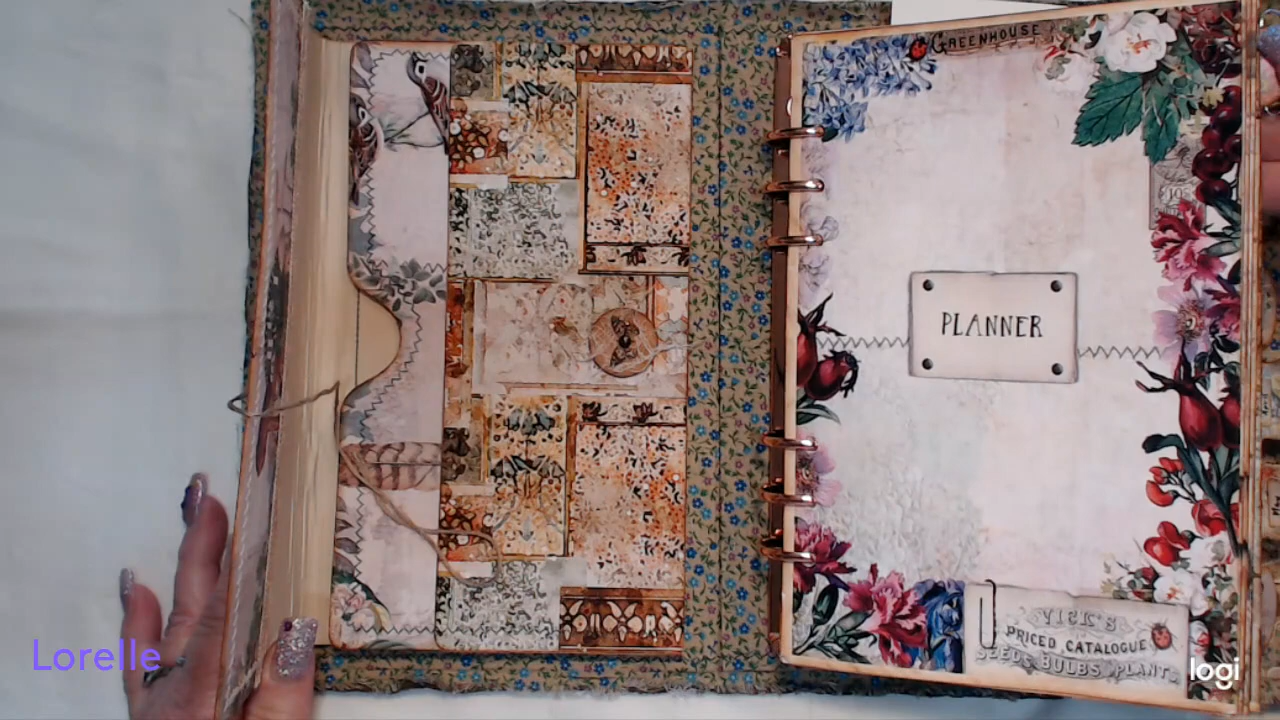 GREENHOUSE
PLANNER
VICK'S
PRICED CATALOGUE
SEEDS BULBS PLANTS
Lorelle
logi